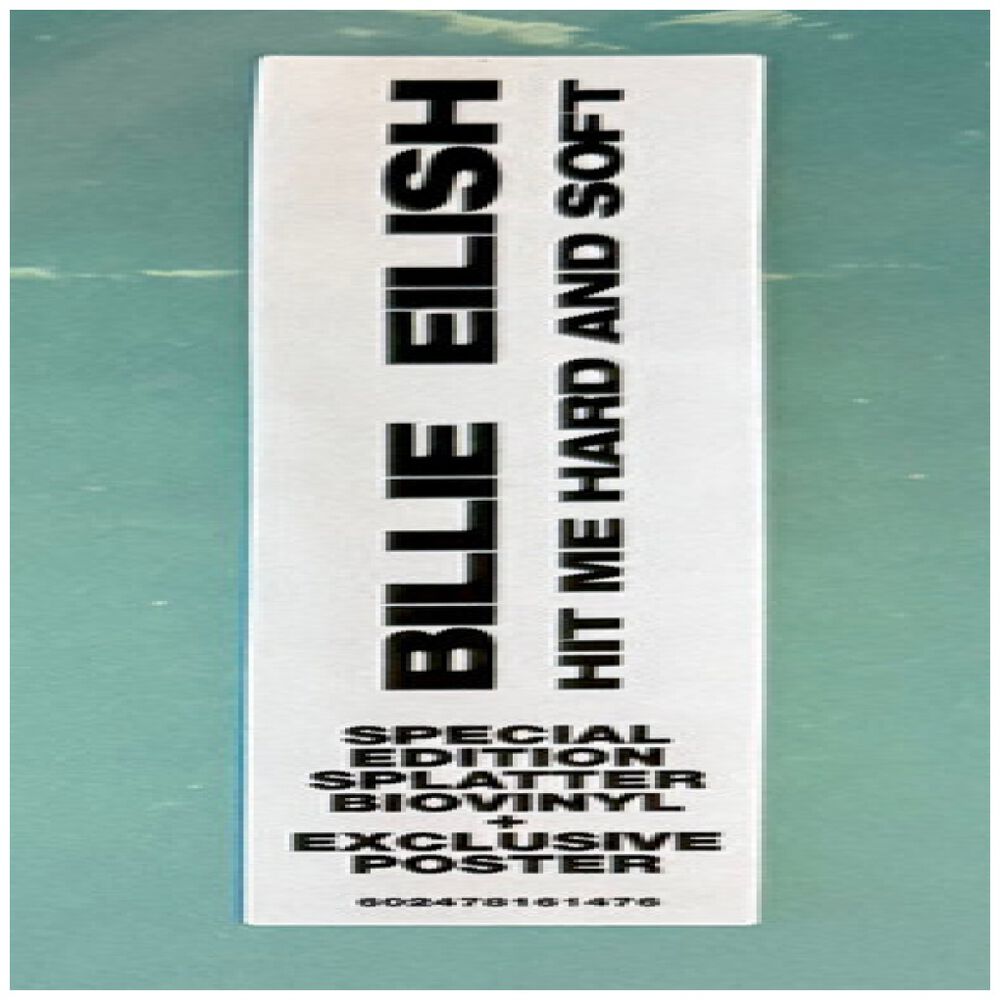 BILLIE EILISH
HIT ME HARD AND SOFT
SPECIAL
EDITION
SPLATTER
BIOVINYL
+
EXCLUSIVE
POSTER
602478161476